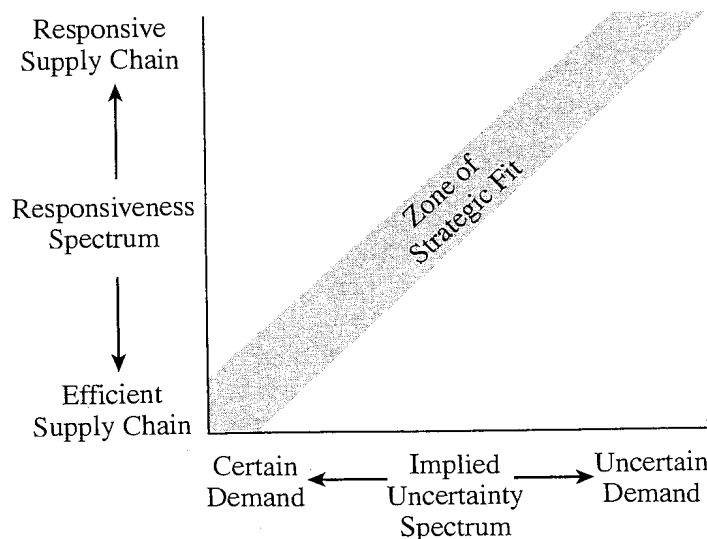 Responsive
Supply Chain
Responsiveness
Spectrum
Efficient
Supply Chain
Zone of
Strategic Fit
Certain
Demand
Implied
Uncertainty
Spectrum
Uncertain
Demand